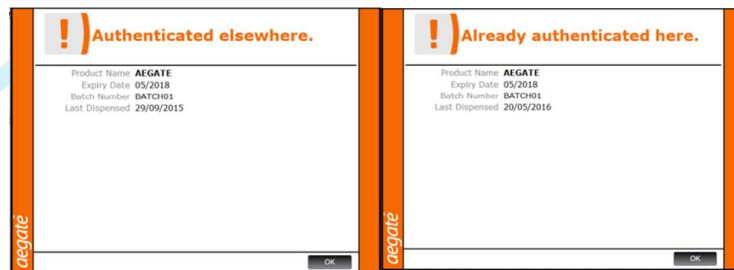 ! Authenticated elsewhere.
Product Name AEGATE
Expiry Date 05/2018
Batch Number BATCH01
Last Dispensed 29/09/2015
aegate
OK
! Already authenticated here.
Product Name AEGATE
Expiry Date 05/2018
Batch Number BATCH01
Last Dispensed 20/05/2016
aegate
OK